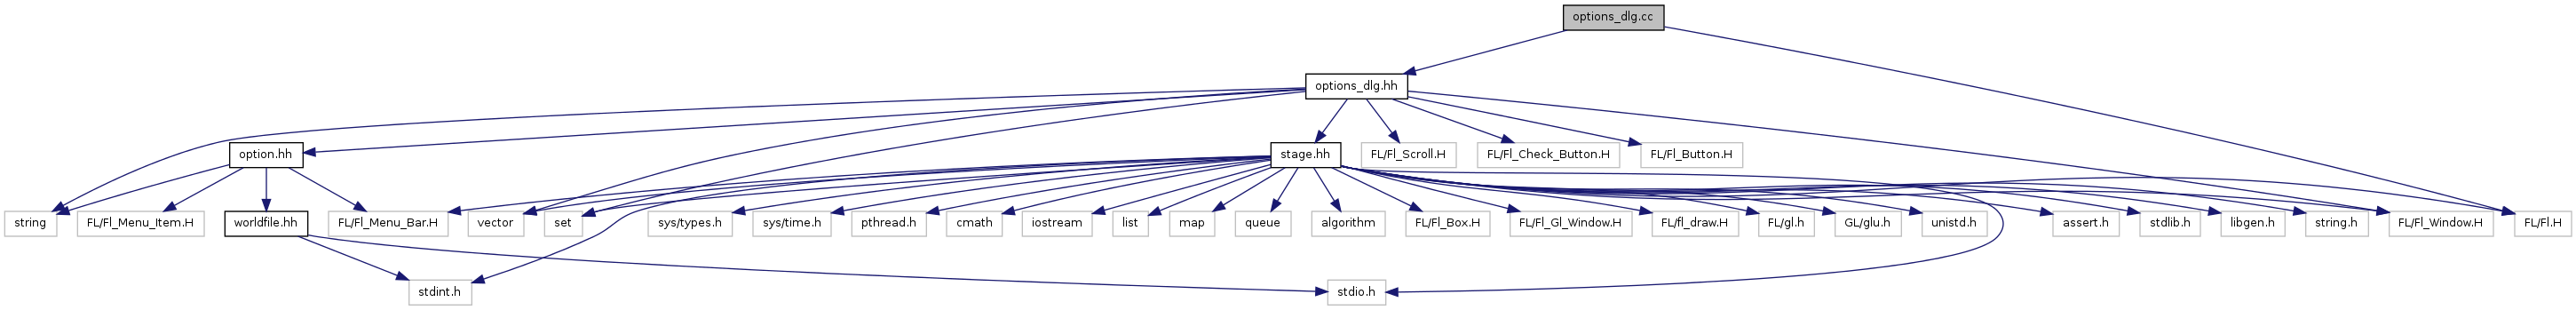 options_dlg.cc
options_dlg.hh
option.hh
stage.hh
FL/Fl_Scroll.H
FL/Fl_Check_Button.H
FL/Fl_Button.H
string
FL/Fl_Menu_Item.H
worldfile.hh
FL/Fl_Menu_Bar.H
vector
set
sys/types.h
sys/time.h
pthread.h
cmath
iostream
list
map
queue
algorithm
FL/Fl_Box.H
FL/Fl_Gl_Window.H
FL/fl_draw.H
FL/gl.h
GL/glu.h
unistd.h
assert.h
stdlib.h
libgen.h
string.h
FL/Fl_Window.H
FL/Fl.H
stdint.h
stdio.h